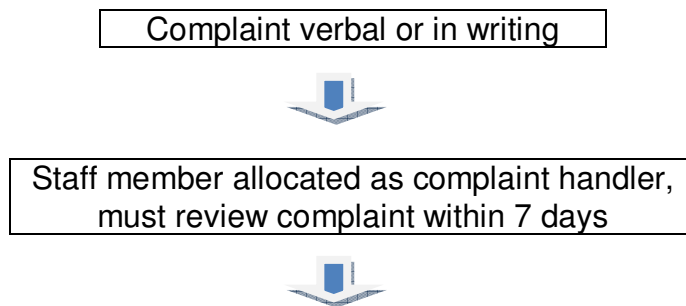 Complaint verbal or in writing
Staff member allocated as complaint handler,
must review complaint within 7 days